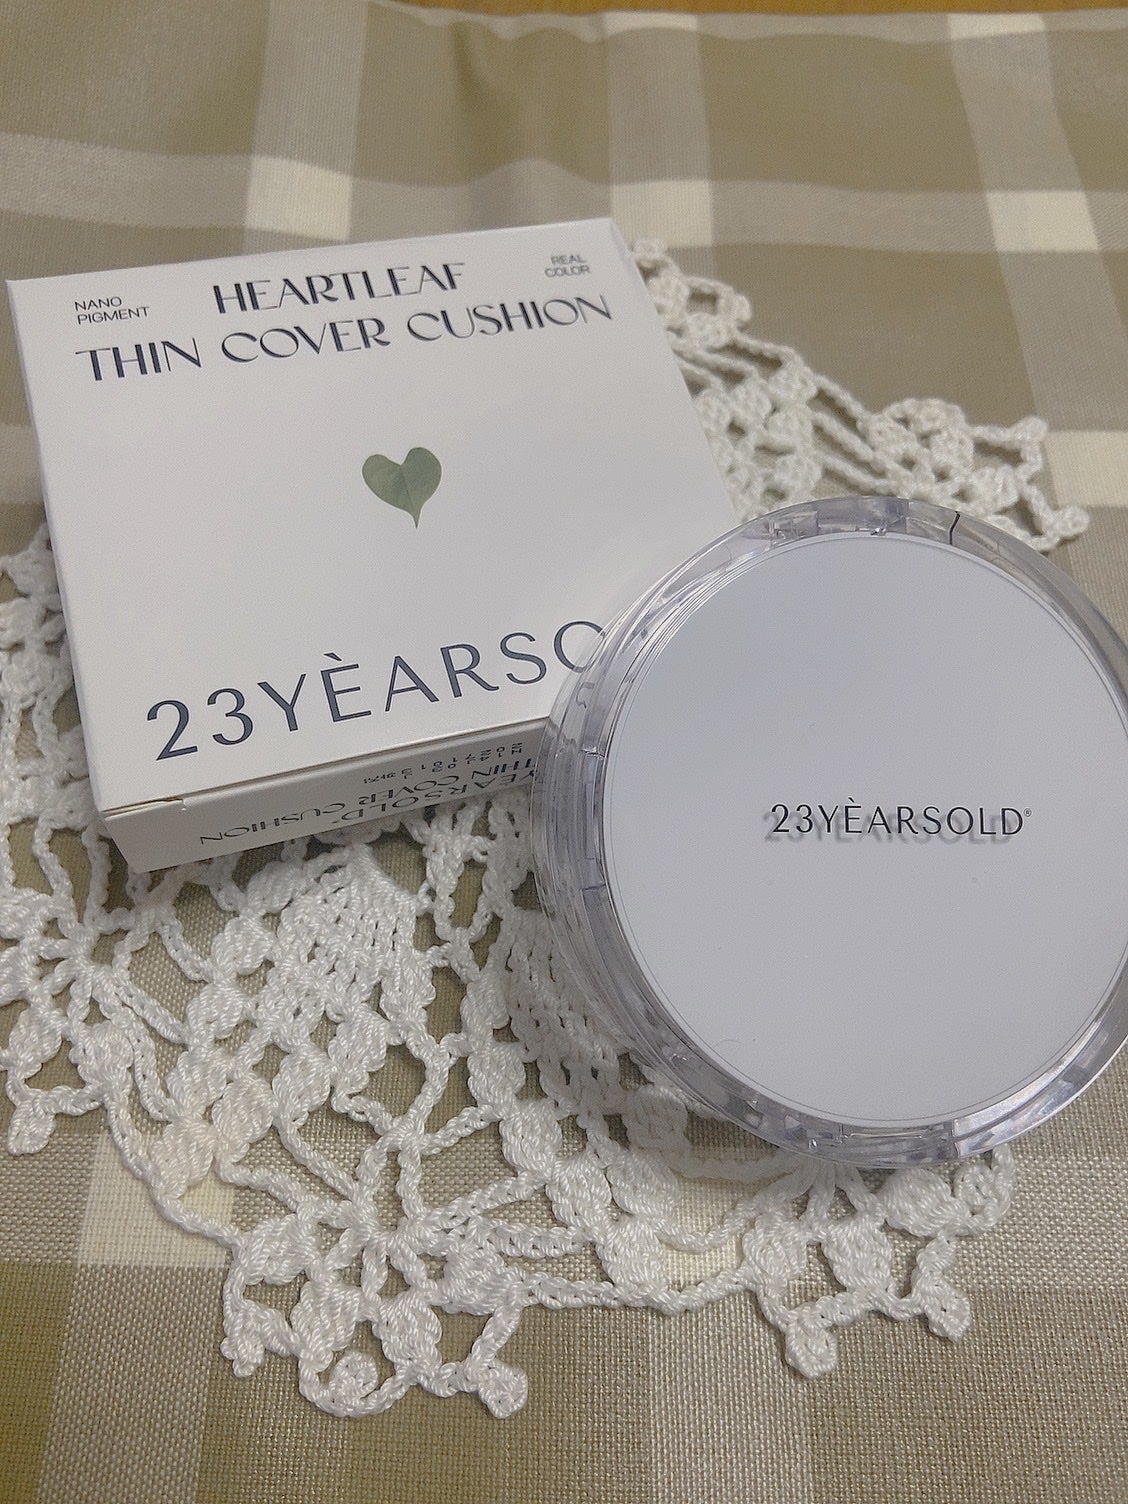 NANO
PIGMENT
HEARTLEAF
REAL
COLOR
THIN COVER CUSHION
23YÈARSO
THIN COVER CUSHION
23YÈARSOLD®